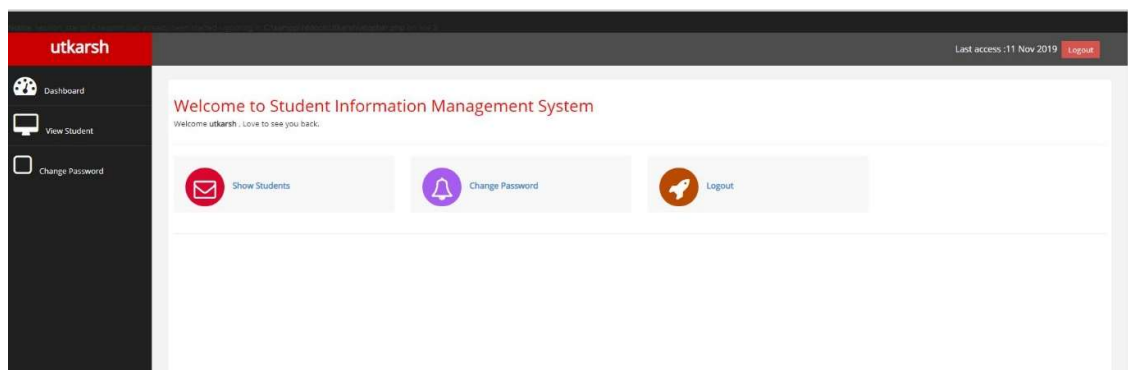 utkarsh
Last access :11 Nov 2019 Logout
Dashboard
View Student
Change Password
Welcome to Student Information Management System
Welcome utkarsh , Love to see you back.
Show Students
Change Password
Logout